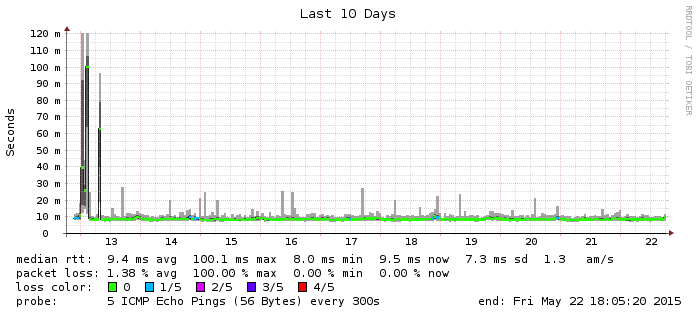 Last 10 Days
RRDTOOL / TOBI OETIKER
Seconds
120 m
110 m
100 m
90 m
80 m
70 m
60 m
50 m
40 m
30 m
20 m
10 m
0
13 14 15 16 17 18 19 20 21 22
median rtt: 9.4 ms avg 100.1 ms max 8.0 ms min 9.5 ms now 7.3 ms sd 1.3 am/s
packet loss: 1.38 % avg 100.00 % max 0.00 % min 0.00 % now
loss color: 0 1/5 2/5 3/5 4/5
probe: 5 ICMP Echo Pings (56 Bytes) every 300s end: Fri May 22 18:05:20 2015